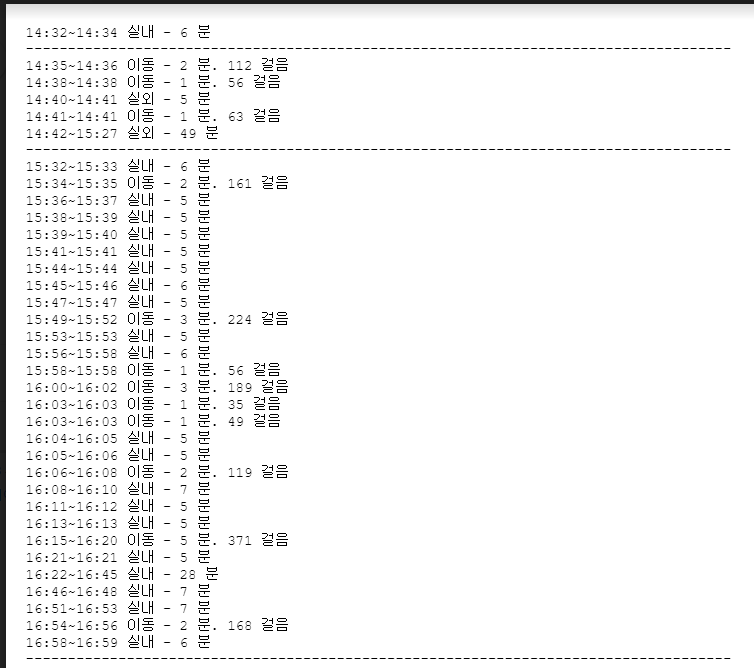 14:32~14:34 실내 - 6 분
--------------------------------------------------------------------------------
14:35~14:36 이동 - 2 분. 112 걸음
14:38~14:38 이동 - 1 분. 56 걸음
14:40~14:41 실외 - 5 분
14:41~14:41 이동 - 1 분. 63 걸음
14:42~15:27 실외 - 49 분
--------------------------------------------------------------------------------
15:32~15:33 실내 - 6 분
15:34~15:35 이동 - 2 분. 161 걸음
15:36~15:37 실내 - 5 분
15:38~15:39 실내 - 5 분
15:39~15:40 실내 - 5 분
15:41~15:41 실내 - 5 분
15:44~15:44 실내 - 5 분
15:45~15:46 실내 - 6 분
15:47~15:47 실내 - 5 분
15:49~15:52 이동 - 3 분. 224 걸음
15:53~15:53 실내 - 5 분
15:56~15:58 실내 - 6 분
15:58~15:58 이동 - 1 분. 56 걸음
16:00~16:02 이동 - 3 분. 189 걸음
16:03~16:03 이동 - 1 분. 35 걸음
16:03~16:03 이동 - 1 분. 49 걸음
16:04~16:05 실내 - 5 분
16:05~16:06 실내 - 5 분
16:06~16:08 이동 - 2 분. 119 걸음
16:08~16:10 실내 - 7 분
16:11~16:12 실내 - 5 분
16:13~16:13 실내 - 5 분
16:15~16:20 이동 - 5 분. 371 걸음
16:21~16:21 실내 - 5 분
16:22~16:45 실내 - 28 분
16:46~16:48 실내 - 7 분
16:51~16:53 실내 - 7 분
16:54~16:56 이동 - 2 분. 168 걸음
16:58~16:59 실내 - 6 분
--------------------------------------------------------------------------------